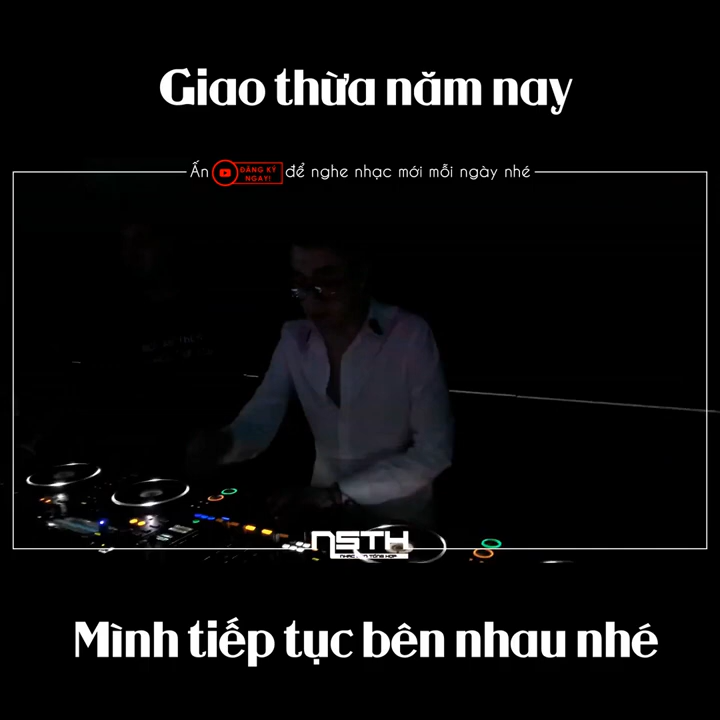 Giao thừa năm nay
Ấn ĐĂNG KÝ NGAY! để nghe nhạc mới mỗi ngày nhé
NSTH
Mình tiếp tục bên nhau nhé